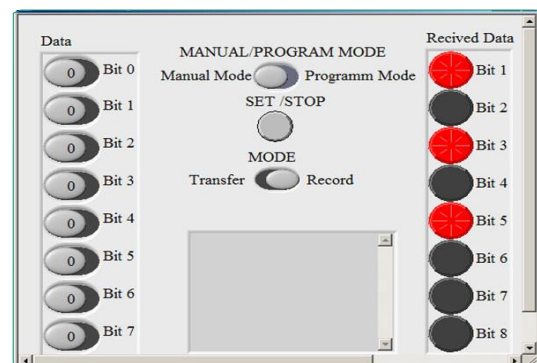 Data
0 Bit 0
0 Bit 1
0 Bit 2
0 Bit 3
0 Bit 4
0 Bit 5
0 Bit 6
0 Bit 7
MANUAL/PROGRAM MODE
Manual Mode Programm Mode
SET /STOP
MODE
Transfer Record
Recived Data
Bit 1
Bit 2
Bit 3
Bit 4
Bit 5
Bit 6
Bit 7
Bit 8